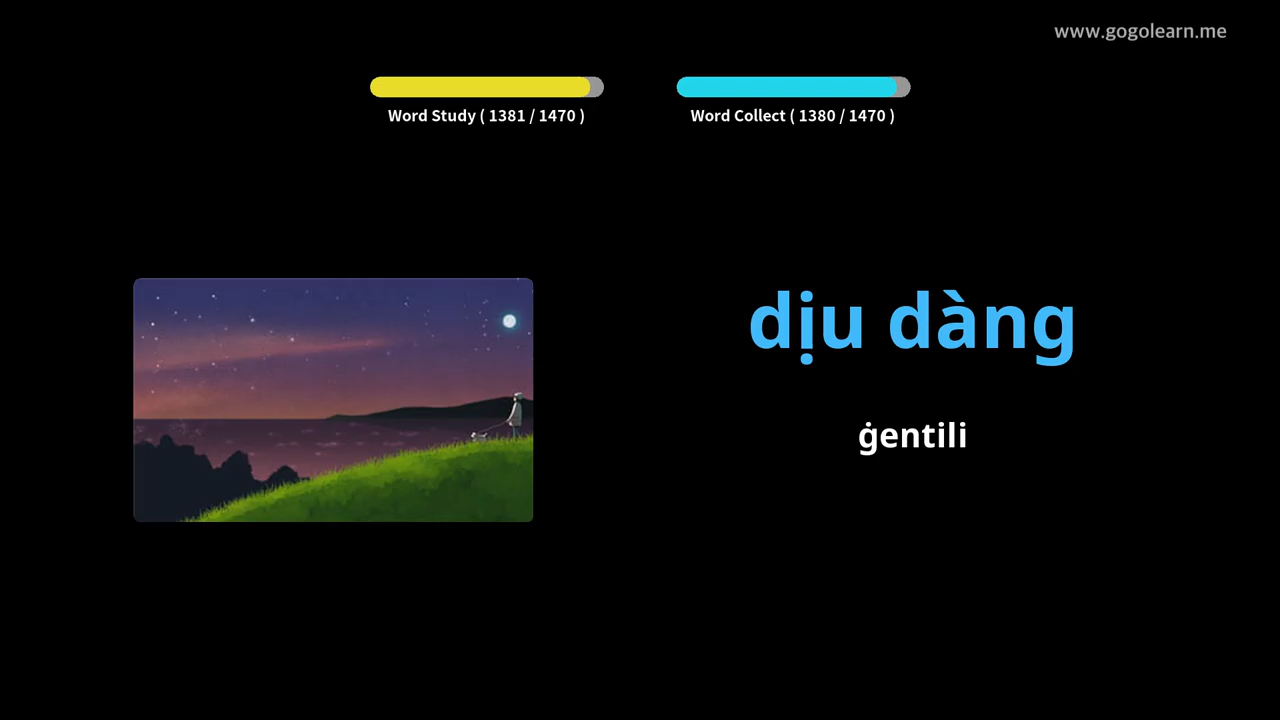 www.gogolearn.me
Word Study ( 1381 / 1470 )
Word Collect ( 1380 / 1470 )
dịu dàng
ġentili